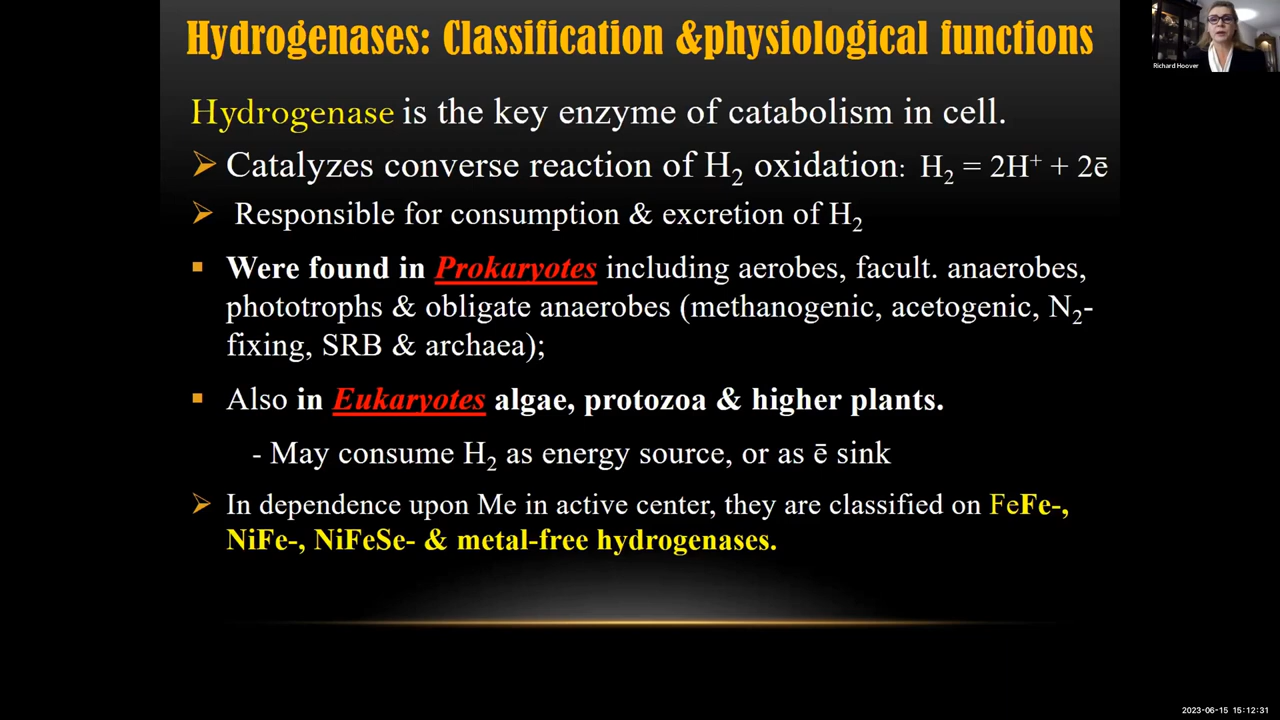 Hydrogenases: Classification &physiological functions
Richard Hoover
Hydrogenase is the key enzyme of catabolism in cell.
➢ Catalyzes converse reaction of H₂ oxidation: H₂ = 2H⁺ + 2ē
➢ Responsible for consumption & excretion of H₂
▪ Were found in Prokaryotes including aerobes, facult. anaerobes,
phototrophs & obligate anaerobes (methanogenic, acetogenic, N₂-
fixing, SRB & archaea);
▪ Also in Eukaryotes algae, protozoa & higher plants.
- May consume H₂ as energy source, or as ē sink
➢ In dependence upon Me in active center, they are classified on FeFe-,
NiFe-, NiFeSe- & metal-free hydrogenases.
2023-06-15 15:12:31